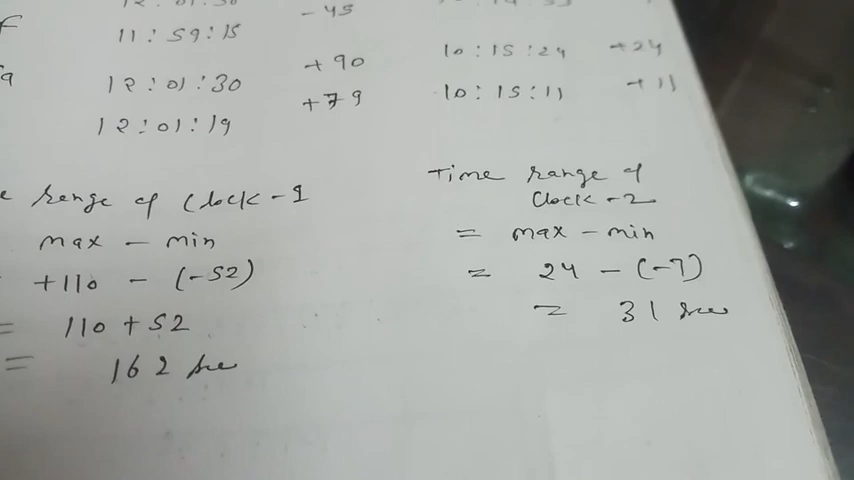 -45
f
11:59:15
+90
10:15:24 +24
12:01:30
+79
10:15:11 +11
12:01:19
range of Clock-1
max - min
+110 - (-52)
= 110 + 52
= 162 sec
Time range of
Clock-2
= max - min
= 24 - (-7)
= 31 sec